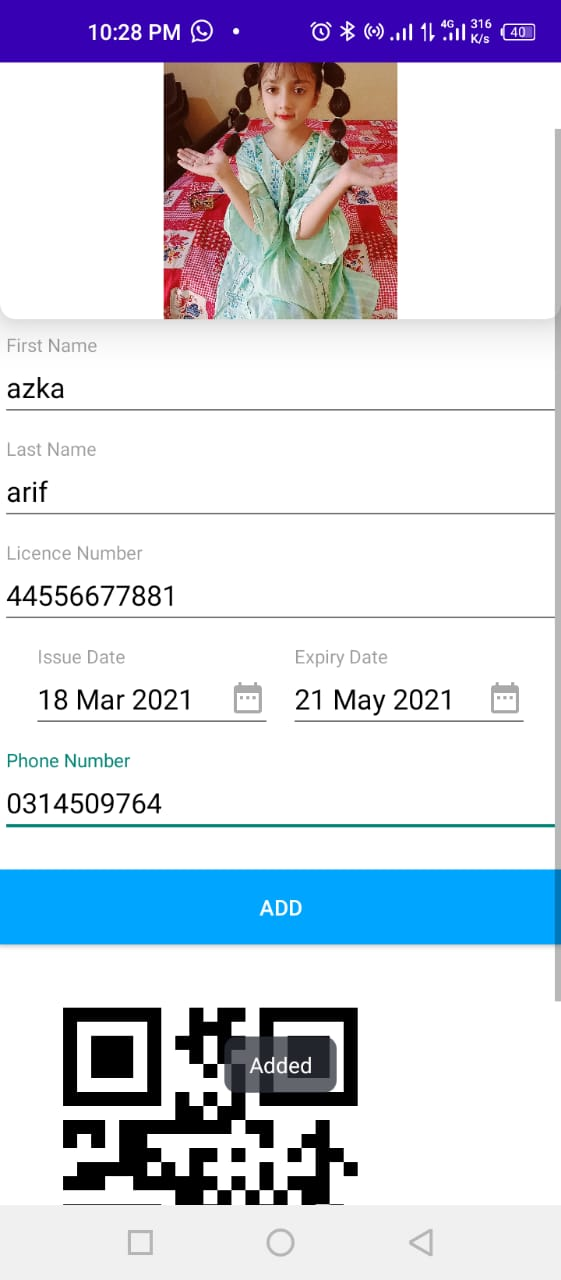 10:28 PM
4G 316 K/s 40
First Name
azka
Last Name
arif
Licence Number
44556677881
Issue Date Expiry Date
18 Mar 2021 21 May 2021
Phone Number
0314509764
ADD
Added